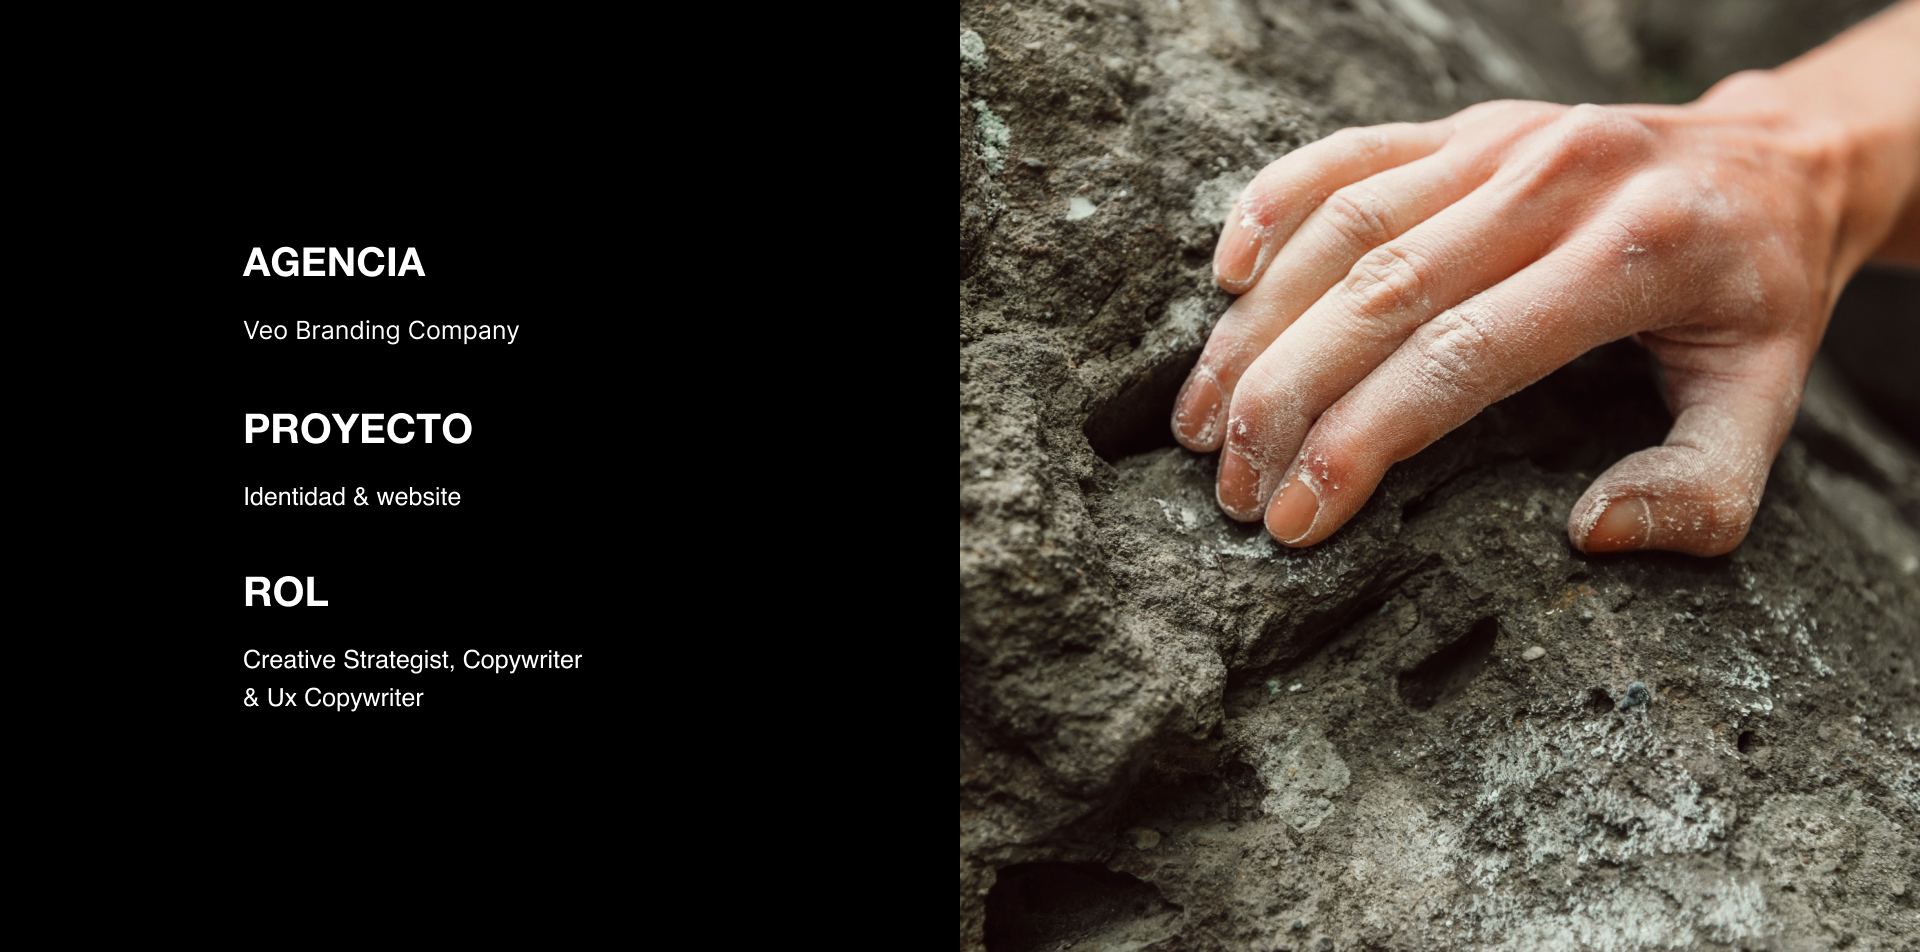 AGENCIA
Veo Branding Company
PROYECTO
Identidad & website
ROL
Creative Strategist, Copywriter
& Ux Copywriter